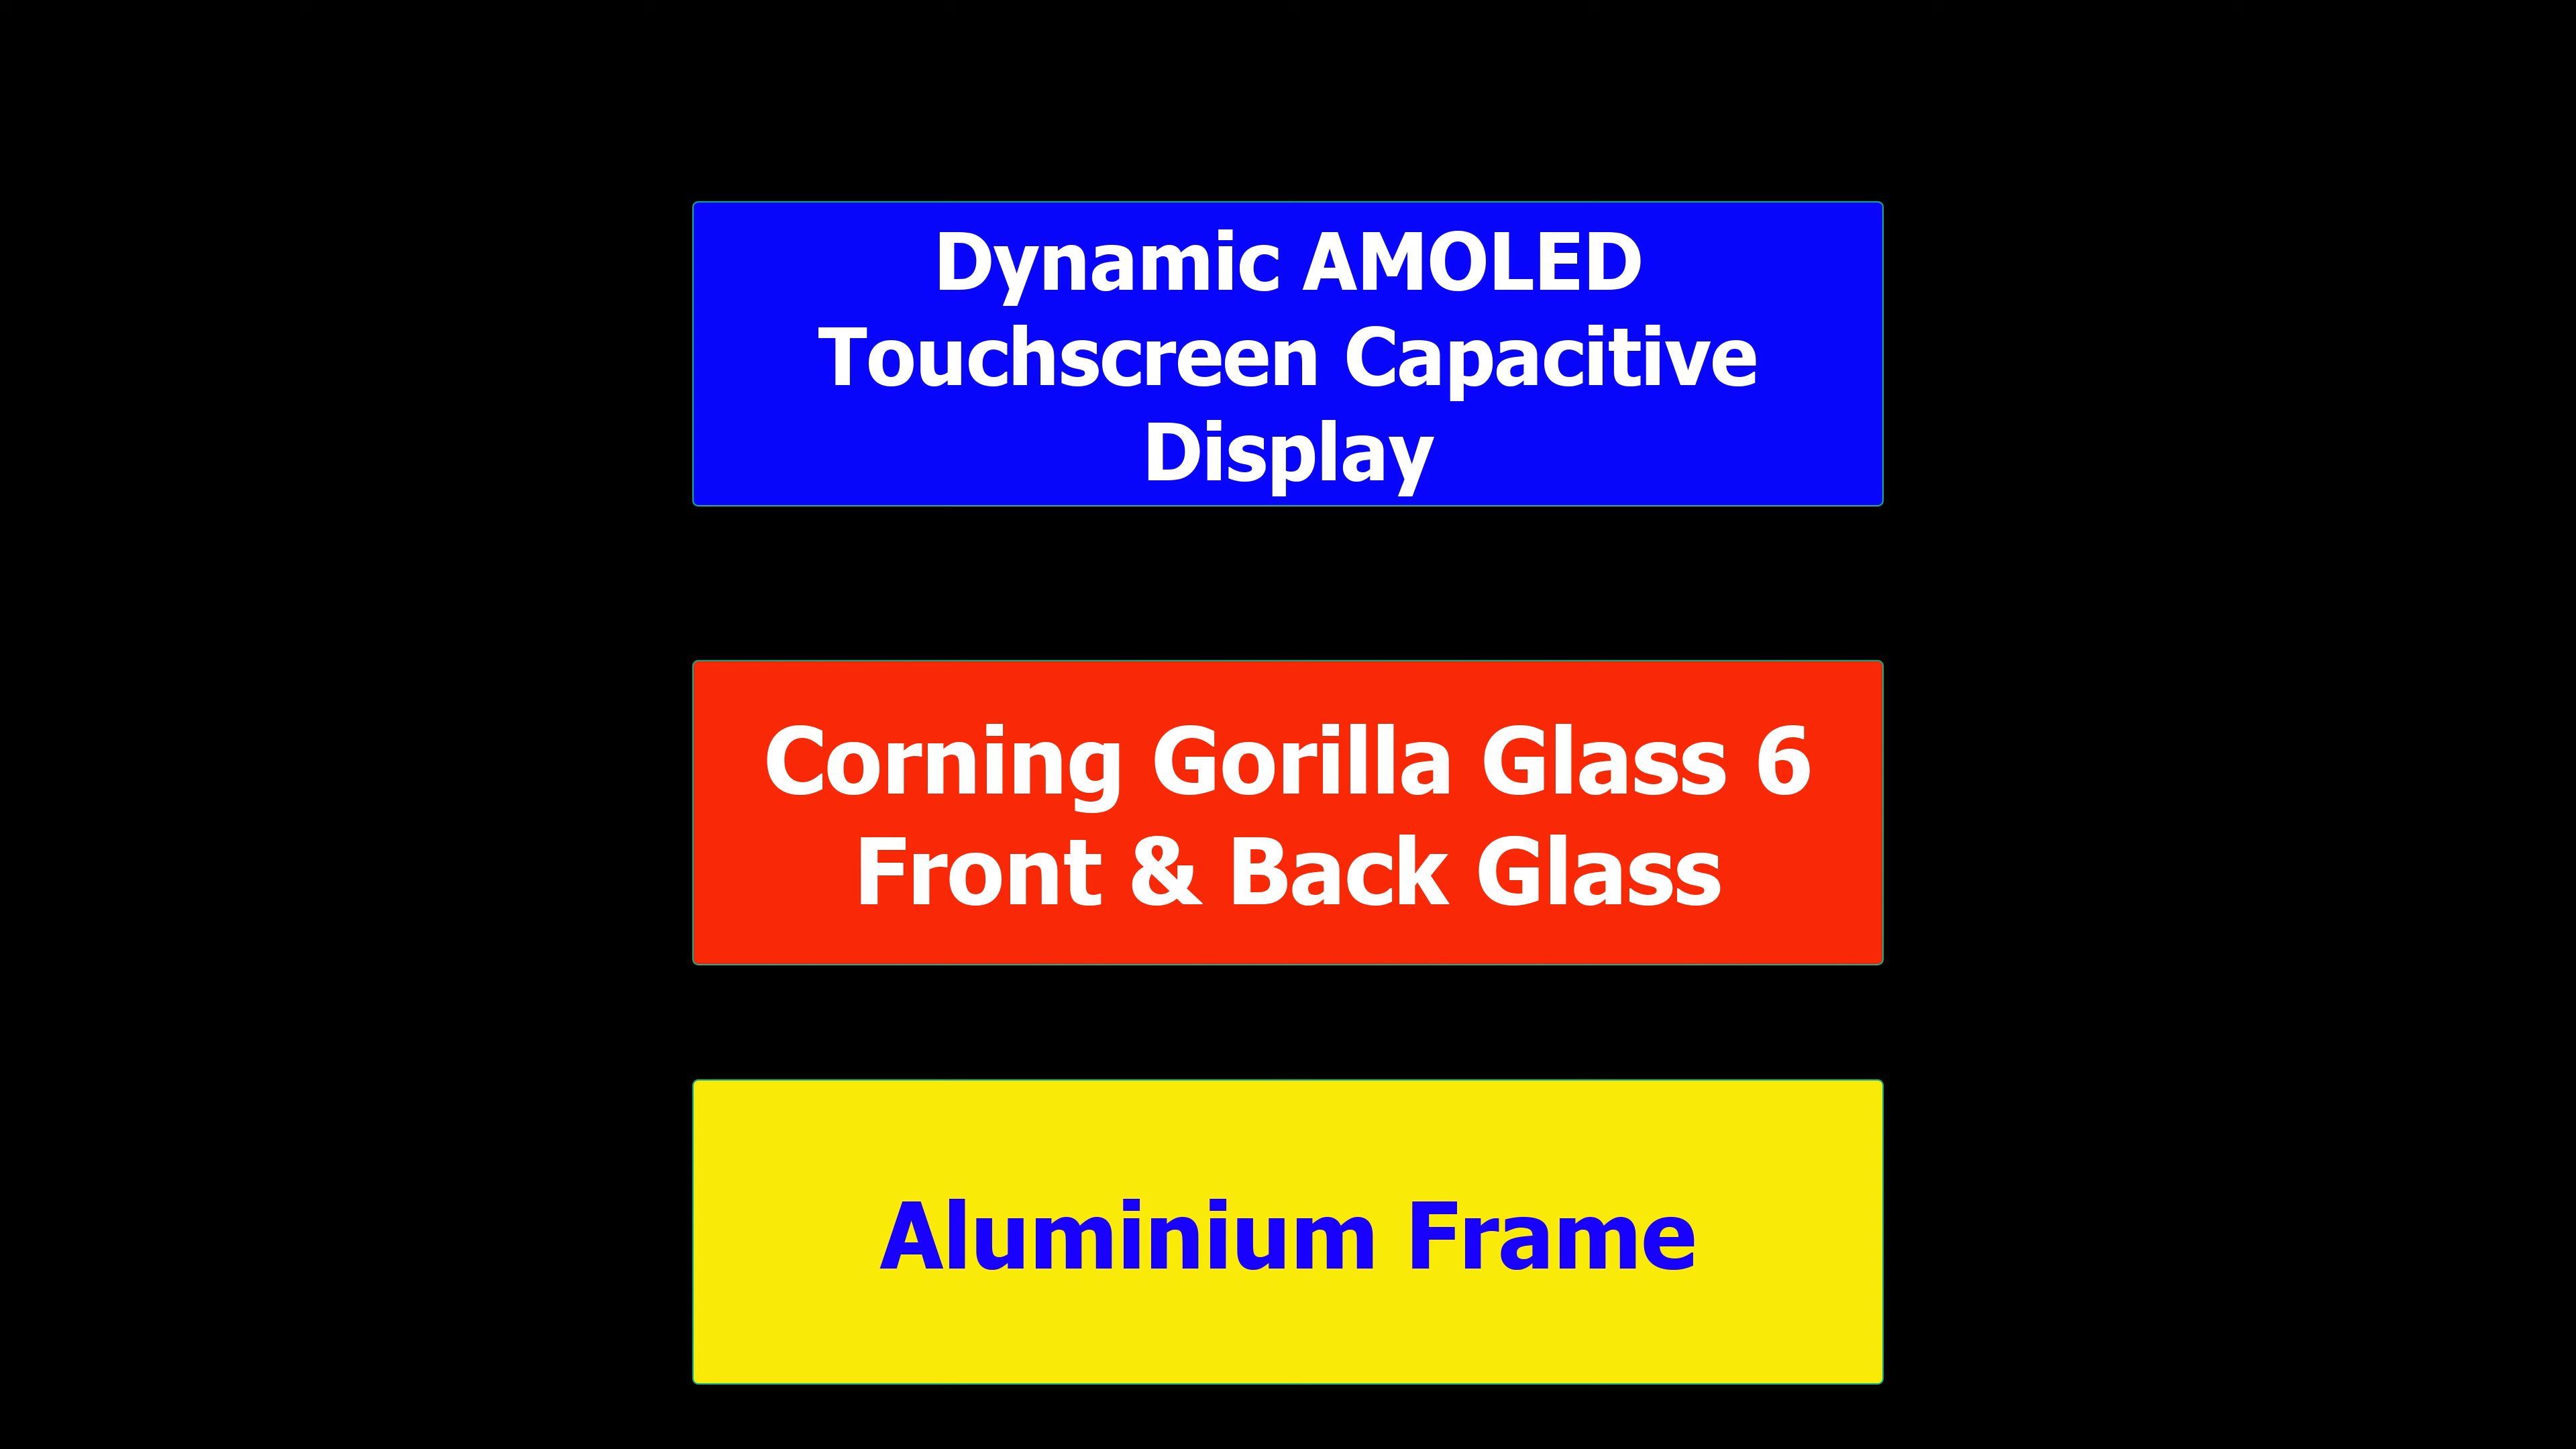 Dynamic AMOLED
Touchscreen Capacitive
Display
Corning Gorilla Glass 6
Front & Back Glass
Aluminium Frame